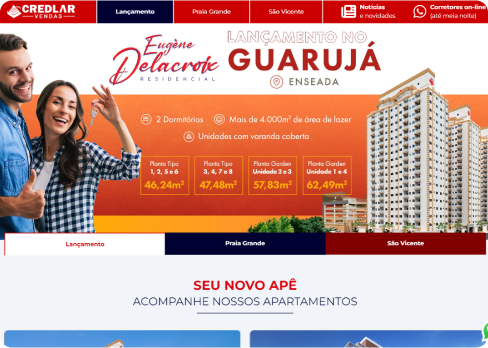 CREDLAR
VENDAS
Lançamento
Praia Grande
São Vicente
Notícias
e novidades
Corretores on-line
(até meia noite)
LANÇAMENTO NO
GUARUJÁ
ENSEADA
Eugène
Delacroix
RESIDENCIAL
2 Dormitórios
Mais de 4.000m² de área de lazer
Unidades com varanda coberta
Planta Tipo
1, 2, 5 e 6
46,24m²
Planta Tipo
3, 4, 7 e 8
47,48m²
Planta Garden
Unidade 2 e 3
57,83m²
Planta Garden
Unidade 1 e 4
62,49m²
Lançamento
Praia Grande
São Vicente
SEU NOVO APÊ
ACOMPANHE NOSSOS APARTAMENTOS